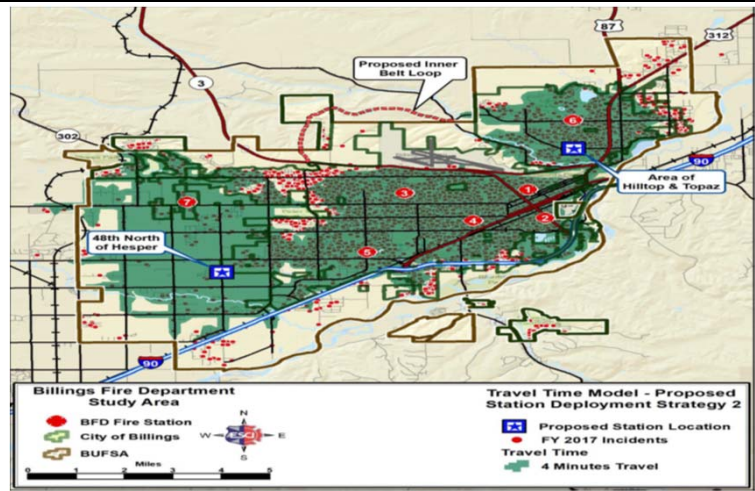 87
312
Proposed Inner
Belt Loop
3
302
6
90
Area of
Hilltop & Topaz
1
3
7
4
2
48th North
of Hesper
5
90
Billings Fire Department
Study Area
BFD Fire Station
City of Billings
BUFSA
N
W
E
S
ESCI
Miles
0 1 2 3 4 5
Travel Time Model - Proposed
Station Deployment Strategy 2
Proposed Station Location
FY 2017 Incidents
Travel Time
4 Minutes Travel